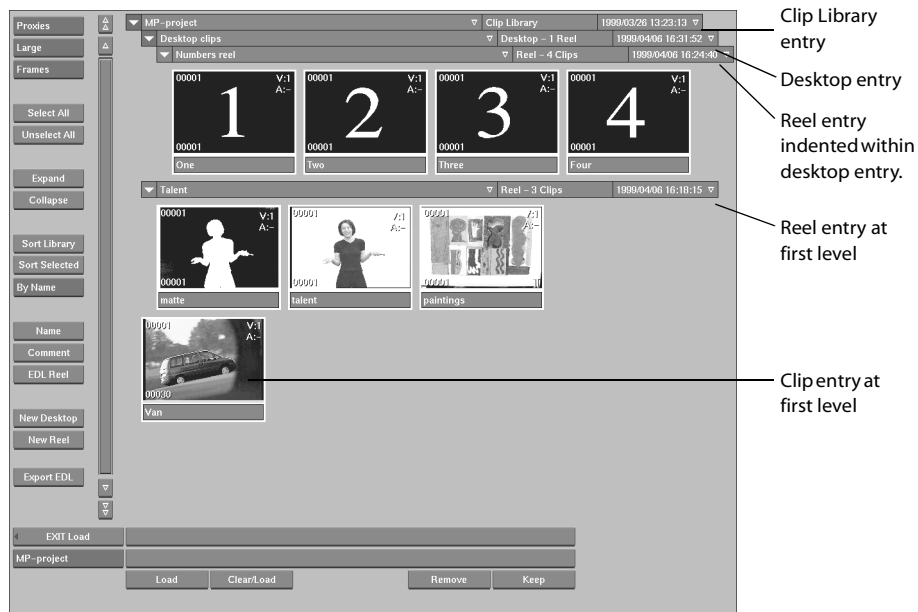 Proxies
Large
Frames
Select All
Unselect All
Expand
Collapse
Sort Library
Sort Selected
By Name
Name
Comment
EDL Reel
New Desktop
New Reel
Export EDL
EXIT Load
MP-project
MP-project Clip Library 1999/03/26 13:23:13
Desktop clips Desktop - 1 Reel 1999/04/06 16:31:52
Numbers reel Reel - 4 Clips 1999/04/06 16:24:40
00001 V:1 00001 V:1 00001 V:1 00001 V:1
A:- A:- A:- A:-
1 2 3 4
00001 00001 00001 00001
One Two Three Four
Talent Reel - 3 Clips 1999/04/06 16:18:15
00001 V:1 00001 /:1 00001 /:1
A:- A:- A:-
00001 00001 00001
matte talent paintings
00001 V:1
A:-
00030
Van
Load Clear/Load Remove Keep
Clip Library
entry
Desktop entry
Reel entry
indented within
desktop entry.
Reel entry at
first level
Clip entry at
first level